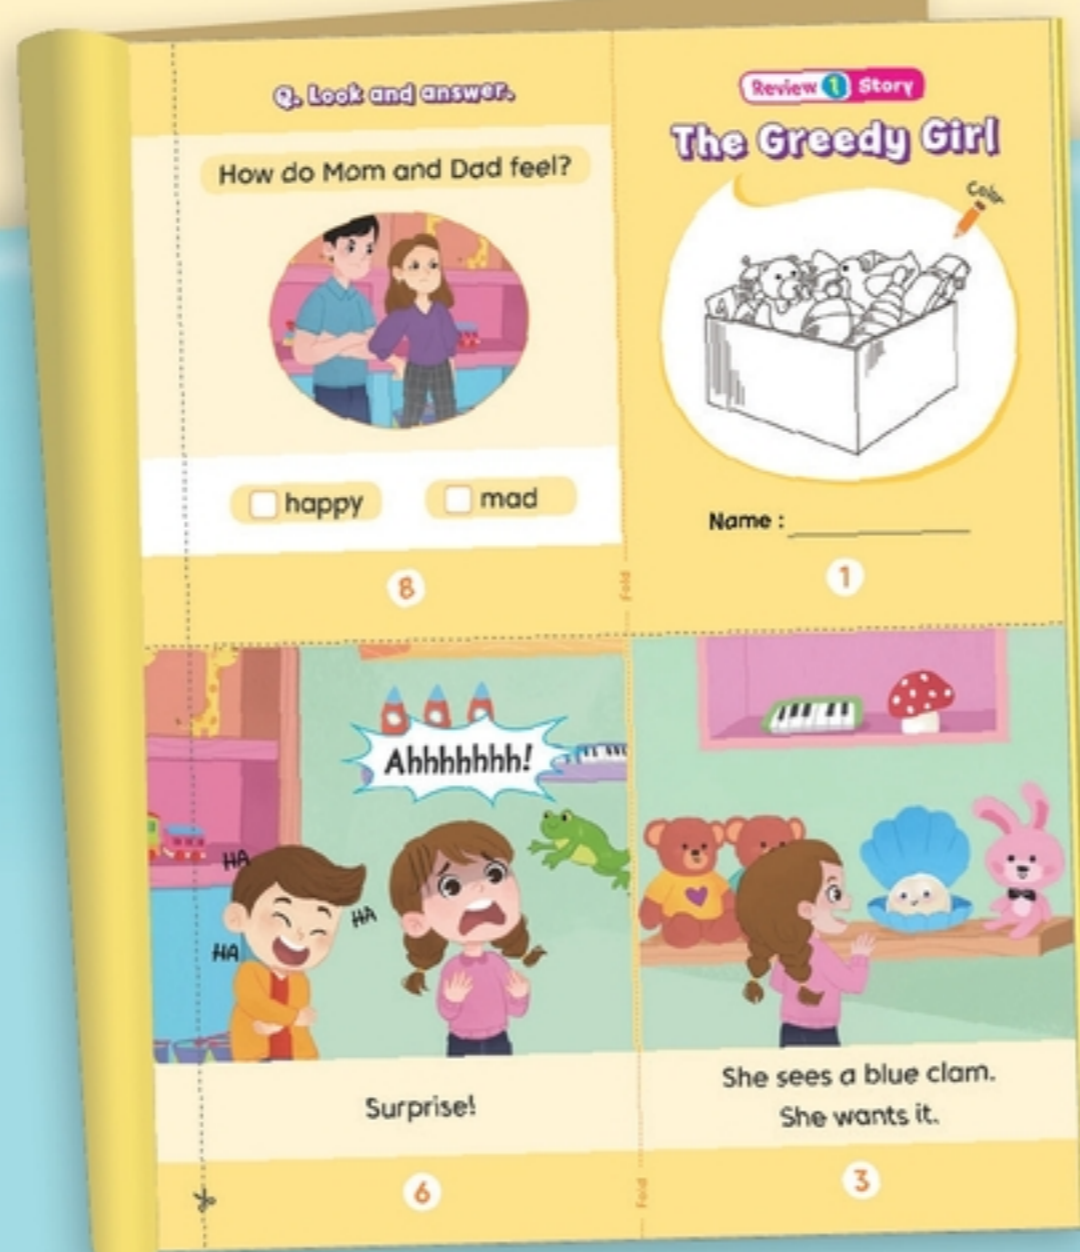 Q. Look and answer.
How do Mom and Dad feel?
happy
mad
8
Review 1 Story
The Greedy Girl
Color
Name :
1
Fold
Ahhhhhhh!
HA
HA
HA
Surprise!
6
She sees a blue clam.
She wants it.
3
Fold